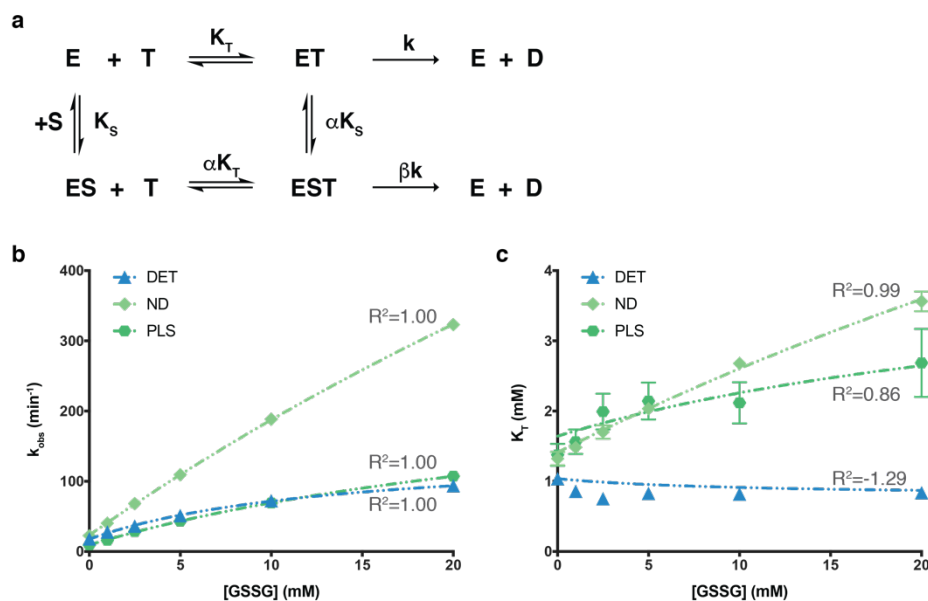 a
E + T K_T ET k E + D
+S K_S αK_S
ES + T αK_T EST βk E + D
b
400
300
200
100
0
k_obs (min⁻¹)
DET
ND
PLS
R²=1.00
R²=1.00
R²=1.00
0 5 10 15 20
[GSSG] (mM)
c
4
3
2
1
0
K_T (mM)
DET
ND
PLS
R²=0.99
R²=0.86
R²=-1.29
0 5 10 15 20
[GSSG] (mM)